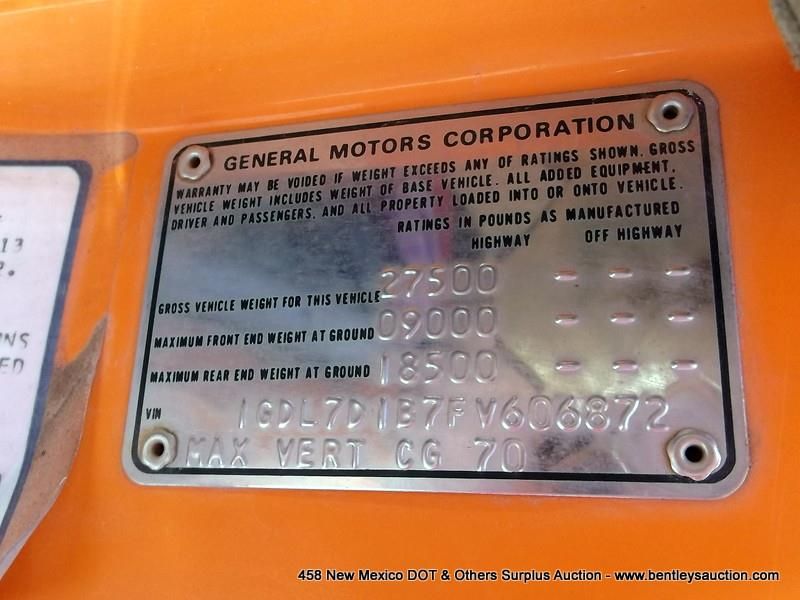 GENERAL MOTORS CORPORATION
WARRANTY MAY BE VOIDED IF WEIGHT EXCEEDS ANY OF RATINGS SHOWN. GROSS
VEHICLE WEIGHT INCLUDES WEIGHT OF BASE VEHICLE. ALL ADDED EQUIPMENT,
DRIVER AND PASSENGERS, AND ALL PROPERTY LOADED INTO OR ONTO VEHICLE.
RATINGS IN POUNDS AS MANUFACTURED
HIGHWAY OFF HIGHWAY
GROSS VEHICLE WEIGHT FOR THIS VEHICLE 27500 - - -
MAXIMUM FRONT END WEIGHT AT GROUND 09000 - - -
MAXIMUM REAR END WEIGHT AT GROUND 18500 - - -
VIN 1GDL7D1B7FV606872
MAX VERT CG 70
13
458 New Mexico DOT & Others Surplus Auction - www.bentleysauction.com